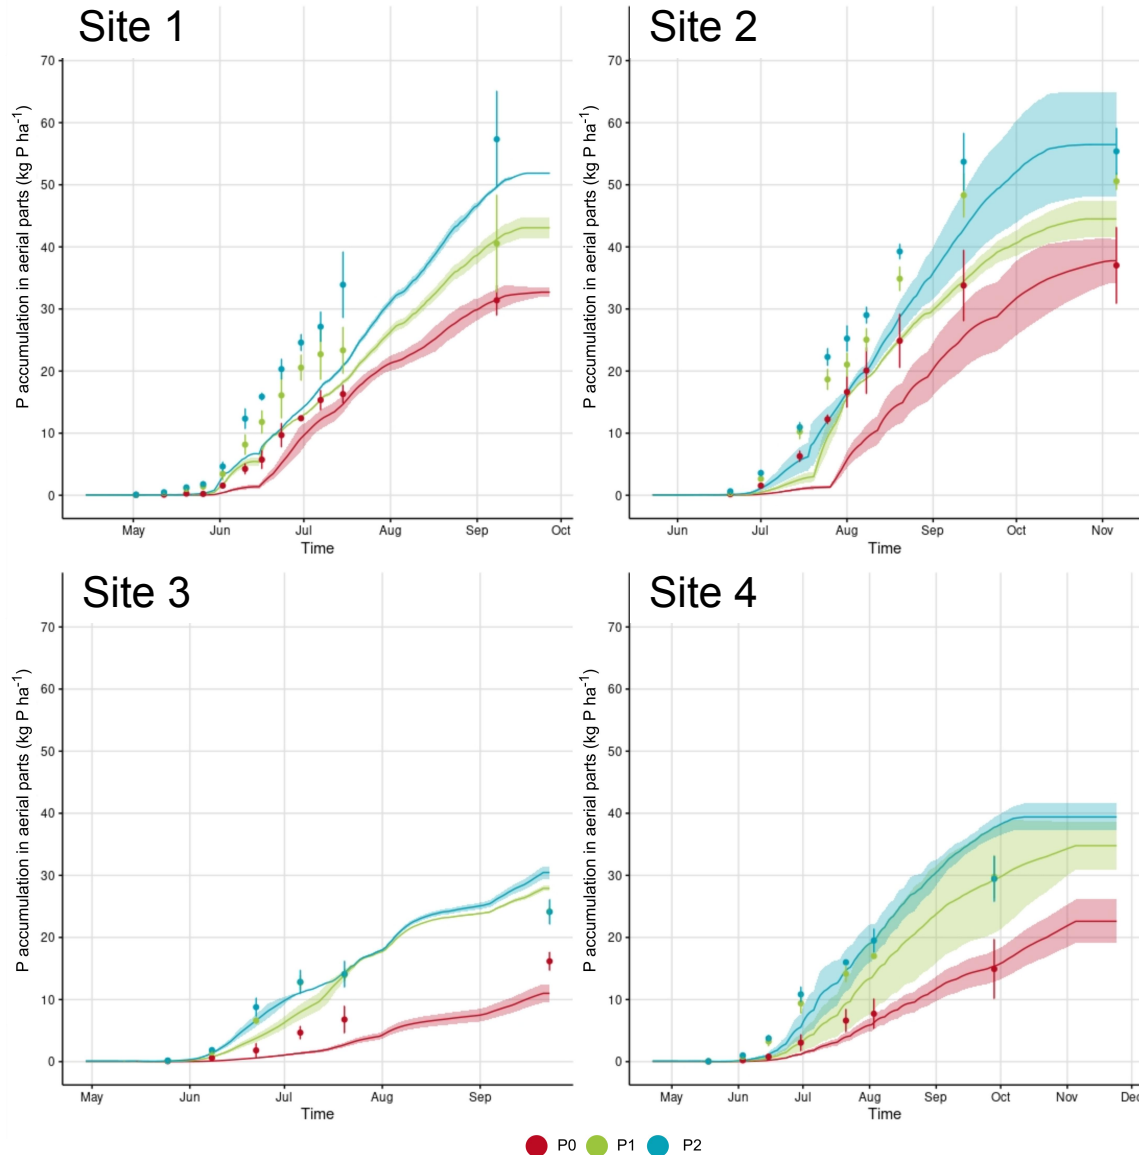 Site 1
Site 2
70
60
50
40
30
20
10
0
P accumulation in aerial parts (kg P ha-1)
May Jun Jul Aug Sep Oct
Time
70
60
50
40
30
20
10
0
P accumulation in aerial parts (kg P ha-1)
Jun Jul Aug Sep Oct Nov
Time
Site 3
Site 4
70
60
50
40
30
20
10
0
P accumulation in aerial parts (kg P ha-1)
May Jun Jul Aug Sep
Time
70
60
50
40
30
20
10
0
P accumulation in aerial parts (kg P ha-1)
May Jun Jul Aug Sep Oct Nov Dec
Time
P0 P1 P2